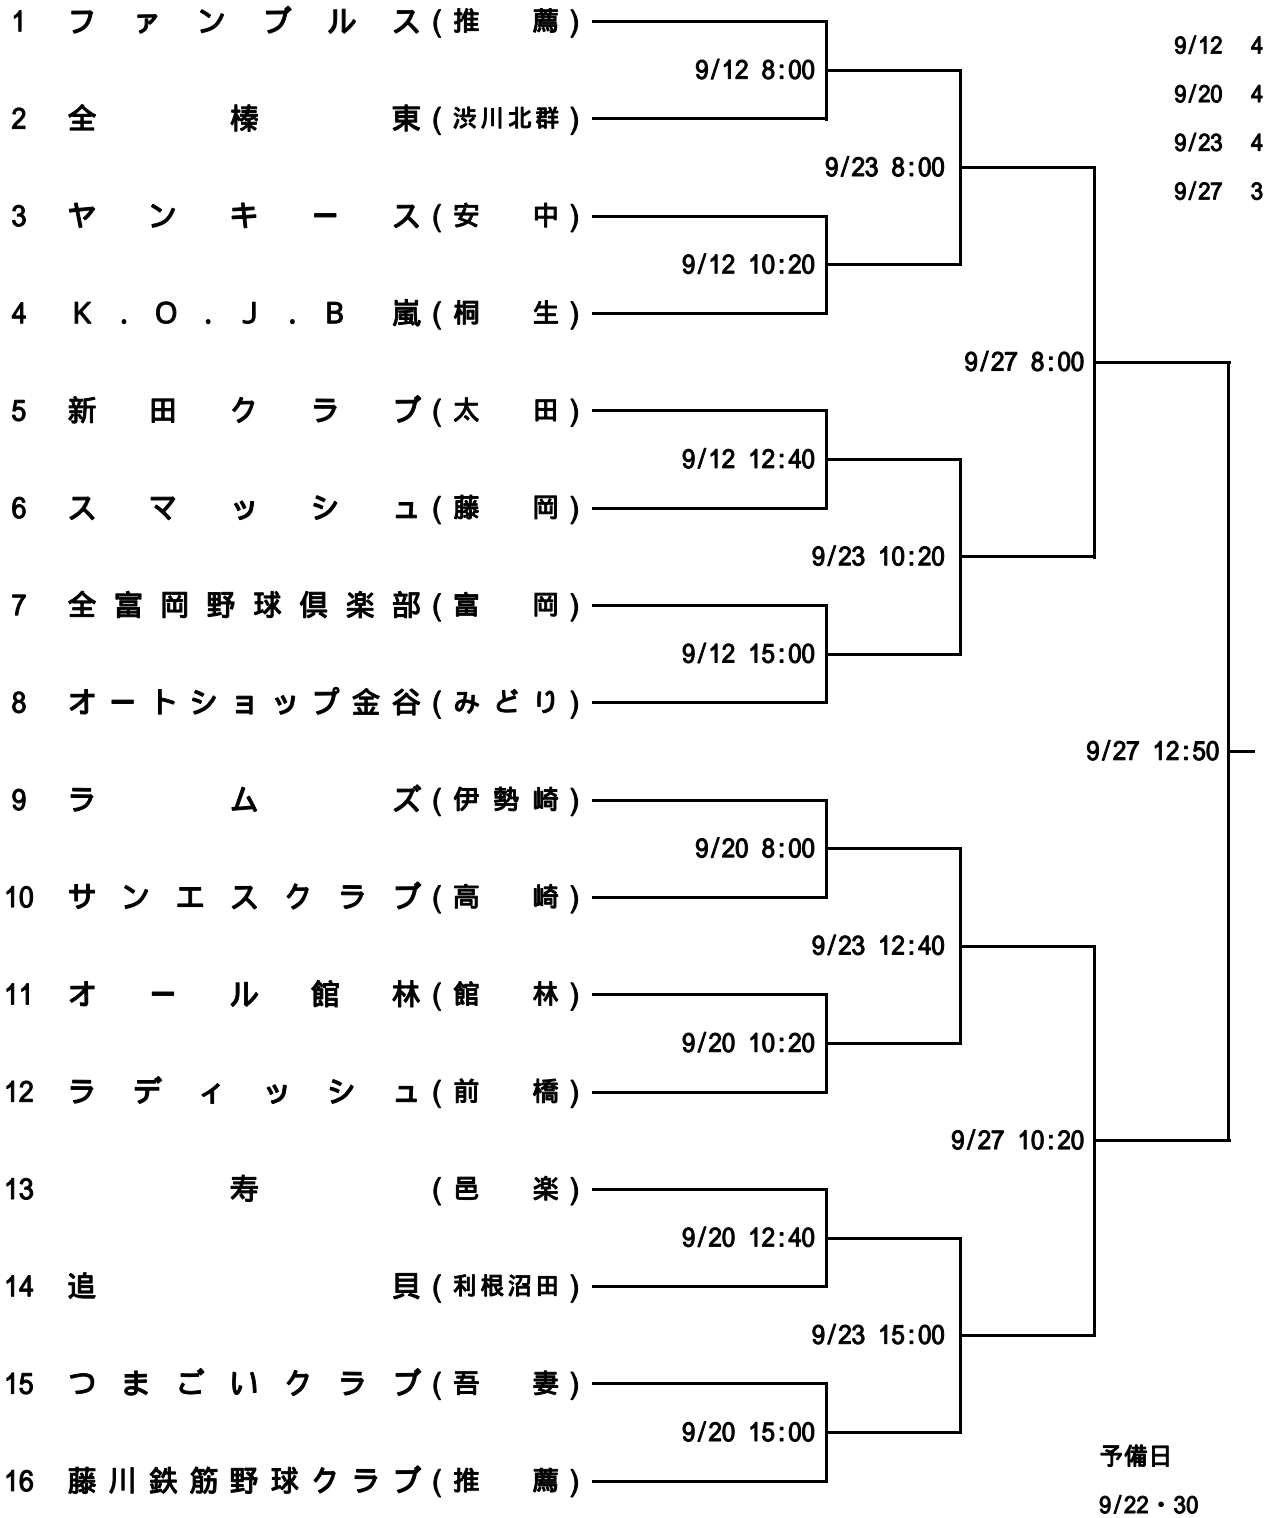 1 ファンブルス(推薦)
9/12 4
9/12 8:00
9/20 4
2 全榛東(渋川北群)
9/23 4
9/23 8:00
9/27 3
3 ヤンキース(安中)
9/12 10:20
4 K.O.J.B嵐(桐生)
9/27 8:00
5 新田クラブ(太田)
9/12 12:40
6 スマッシュ(藤岡)
9/23 10:20
7 全富岡野球倶楽部(富岡)
9/12 15:00
8 オートショップ金谷(みどり)
9/27 12:50
9 ラムズ(伊勢崎)
9/20 8:00
10 サンエスクラブ(高崎)
9/23 12:40
11 オール館林(館林)
9/20 10:20
12 ラディッシュ(前橋)
9/27 10:20
13 寿(邑楽)
9/20 12:40
14 追貝(利根沼田)
9/23 15:00
15 つまごいクラブ(吾妻)
9/20 15:00
16 藤川鉄筋野球クラブ(推薦)
予備日
9/22・30